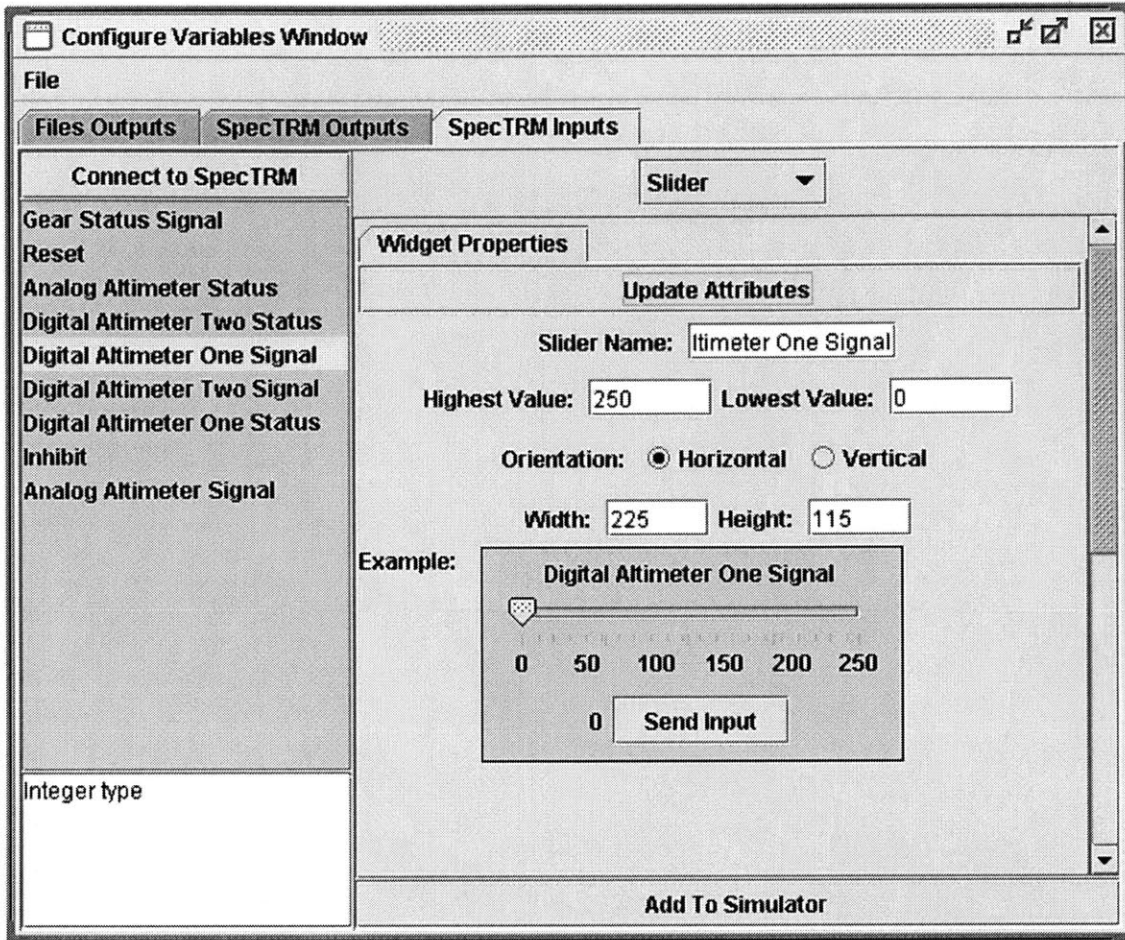 Configure Variables Window
File
Files Outputs SpecTRM Outputs SpecTRM Inputs
Connect to SpecTRM
Gear Status Signal
Reset
Analog Altimeter Status
Digital Altimeter Two Status
Digital Altimeter One Signal
Digital Altimeter Two Signal
Digital Altimeter One Status
Inhibit
Analog Altimeter Signal
Integer type
Slider
Widget Properties
Update Attributes
Slider Name: ltimeter One Signal
Highest Value: 250 Lowest Value: 0
Orientation: Horizontal Vertical
Width: 225 Height: 115
Example:
Digital Altimeter One Signal
0 50 100 150 200 250
0 Send Input
Add To Simulator